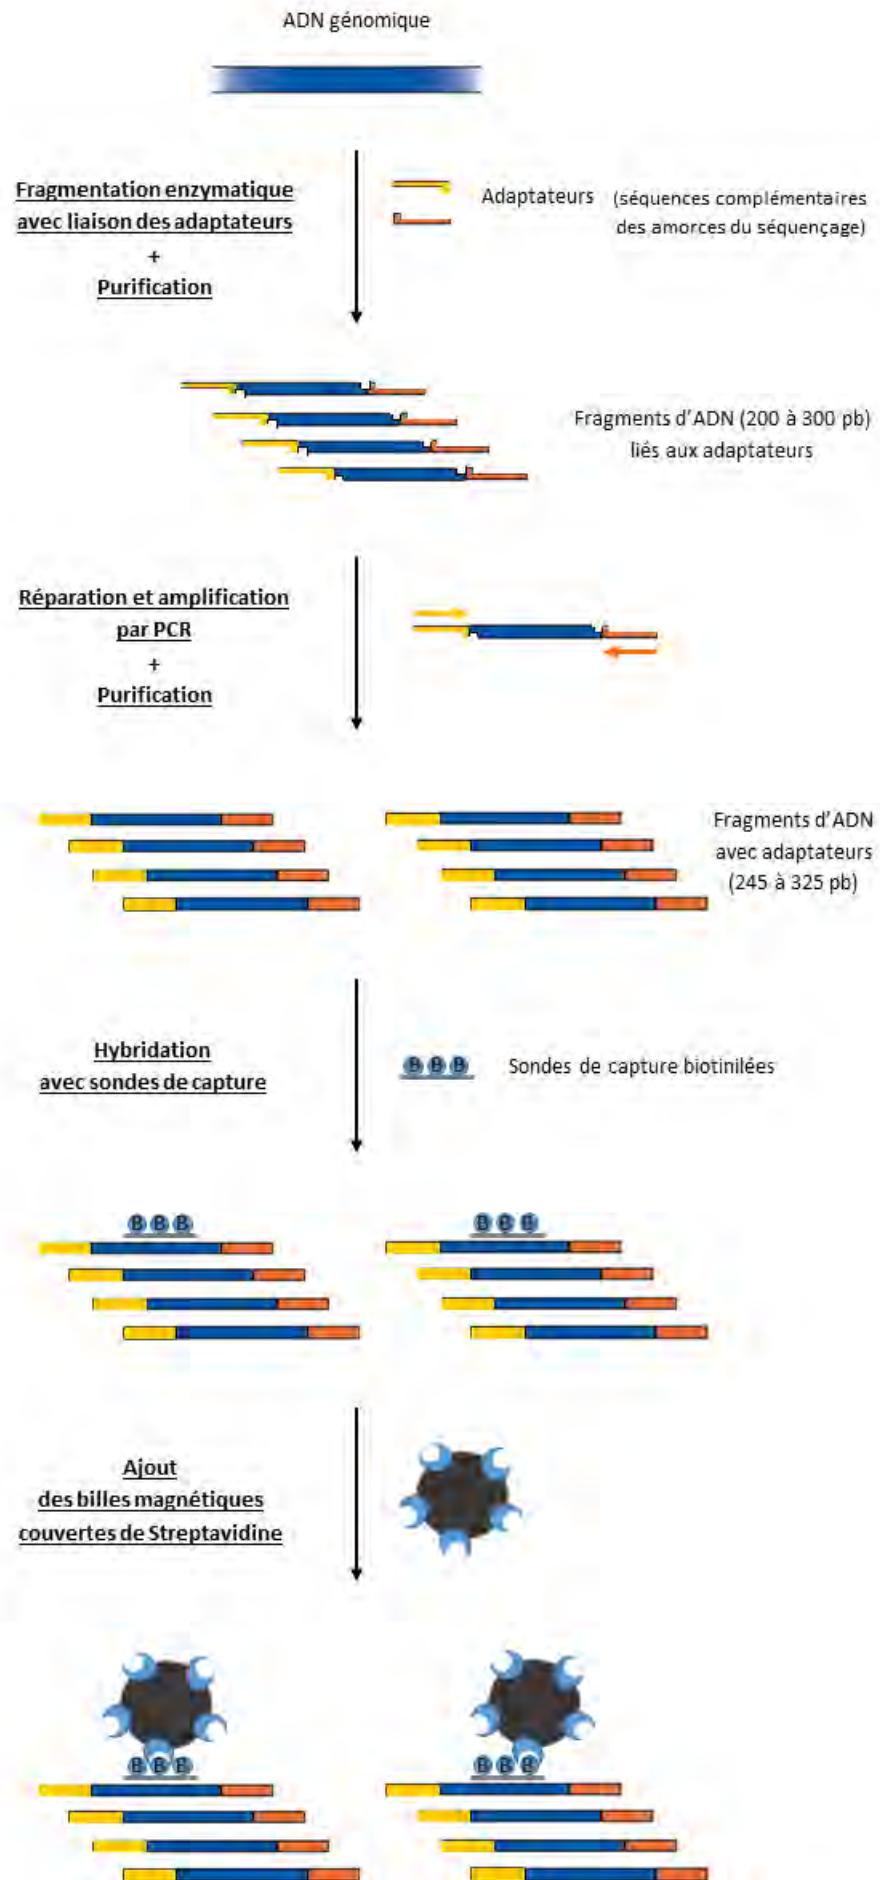 ADN génomique
Fragmentation enzymatique
avec liaison des adaptateurs
+
Purification
Adaptateurs
(séquences complémentaires
des amorces du séquençage)
Fragments d'ADN (200 à 300 pb)
liés aux adaptateurs
Réparation et amplification
par PCR
+
Purification
Fragments d'ADN
avec adaptateurs
(245 à 325 pb)
Hybridation
avec sondes de capture
B B B
Sondes de capture biotinilées
B B B
B B B
Ajout
des billes magnétiques
couvertes de Streptavidine
B B B
B B B